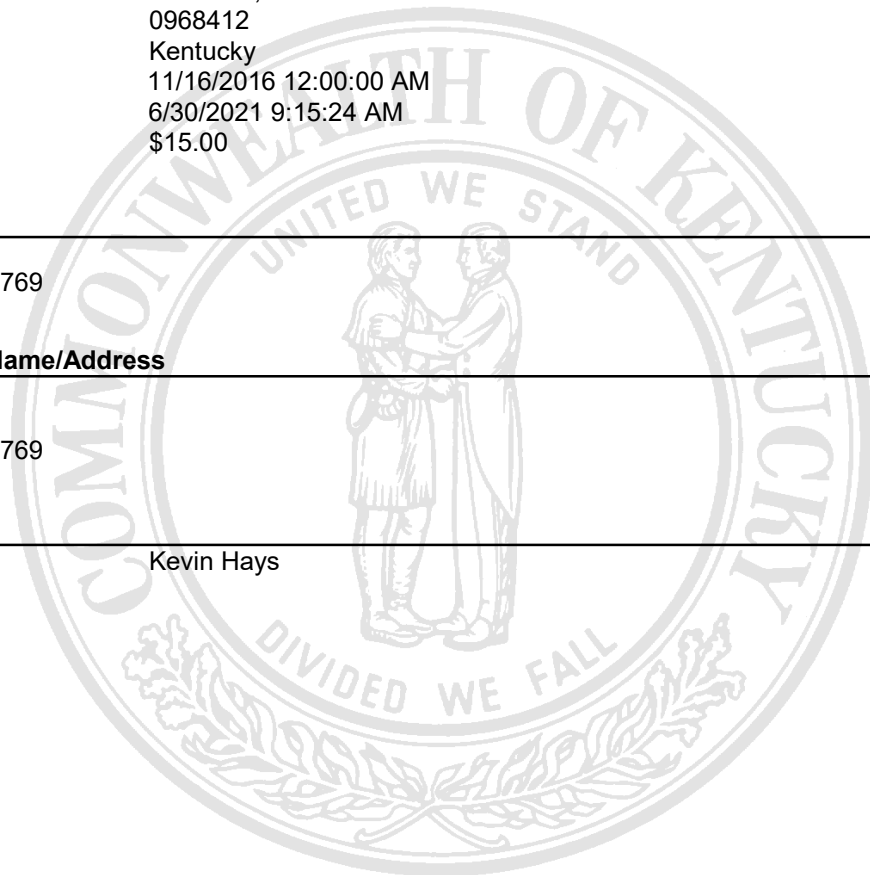 0968412
Kentucky
11/16/2016 12:00:00 AM
6/30/2021 9:15:24 AM
$15.00
769
lame/Address
769
Kevin Hays
COMMONWEALTH OF KENTUCKY
UNITED WE STAND
DIVIDED WE FALL